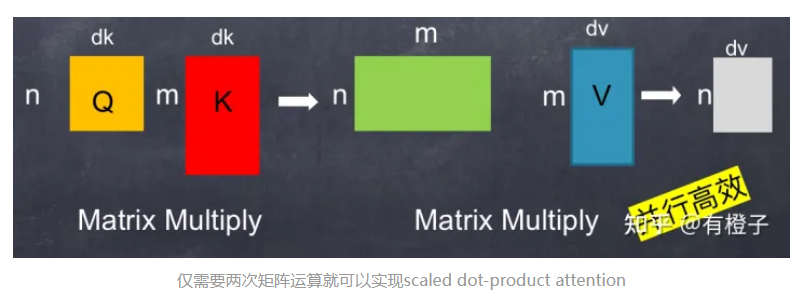 dk
dk
m
dv
dv
n
Q
m
K
n
m
V
n
Matrix Multiply
Matrix Multiply
并行高效
知乎 @有橙子
仅需要两次矩阵运算就可以实现scaled dot-product attention